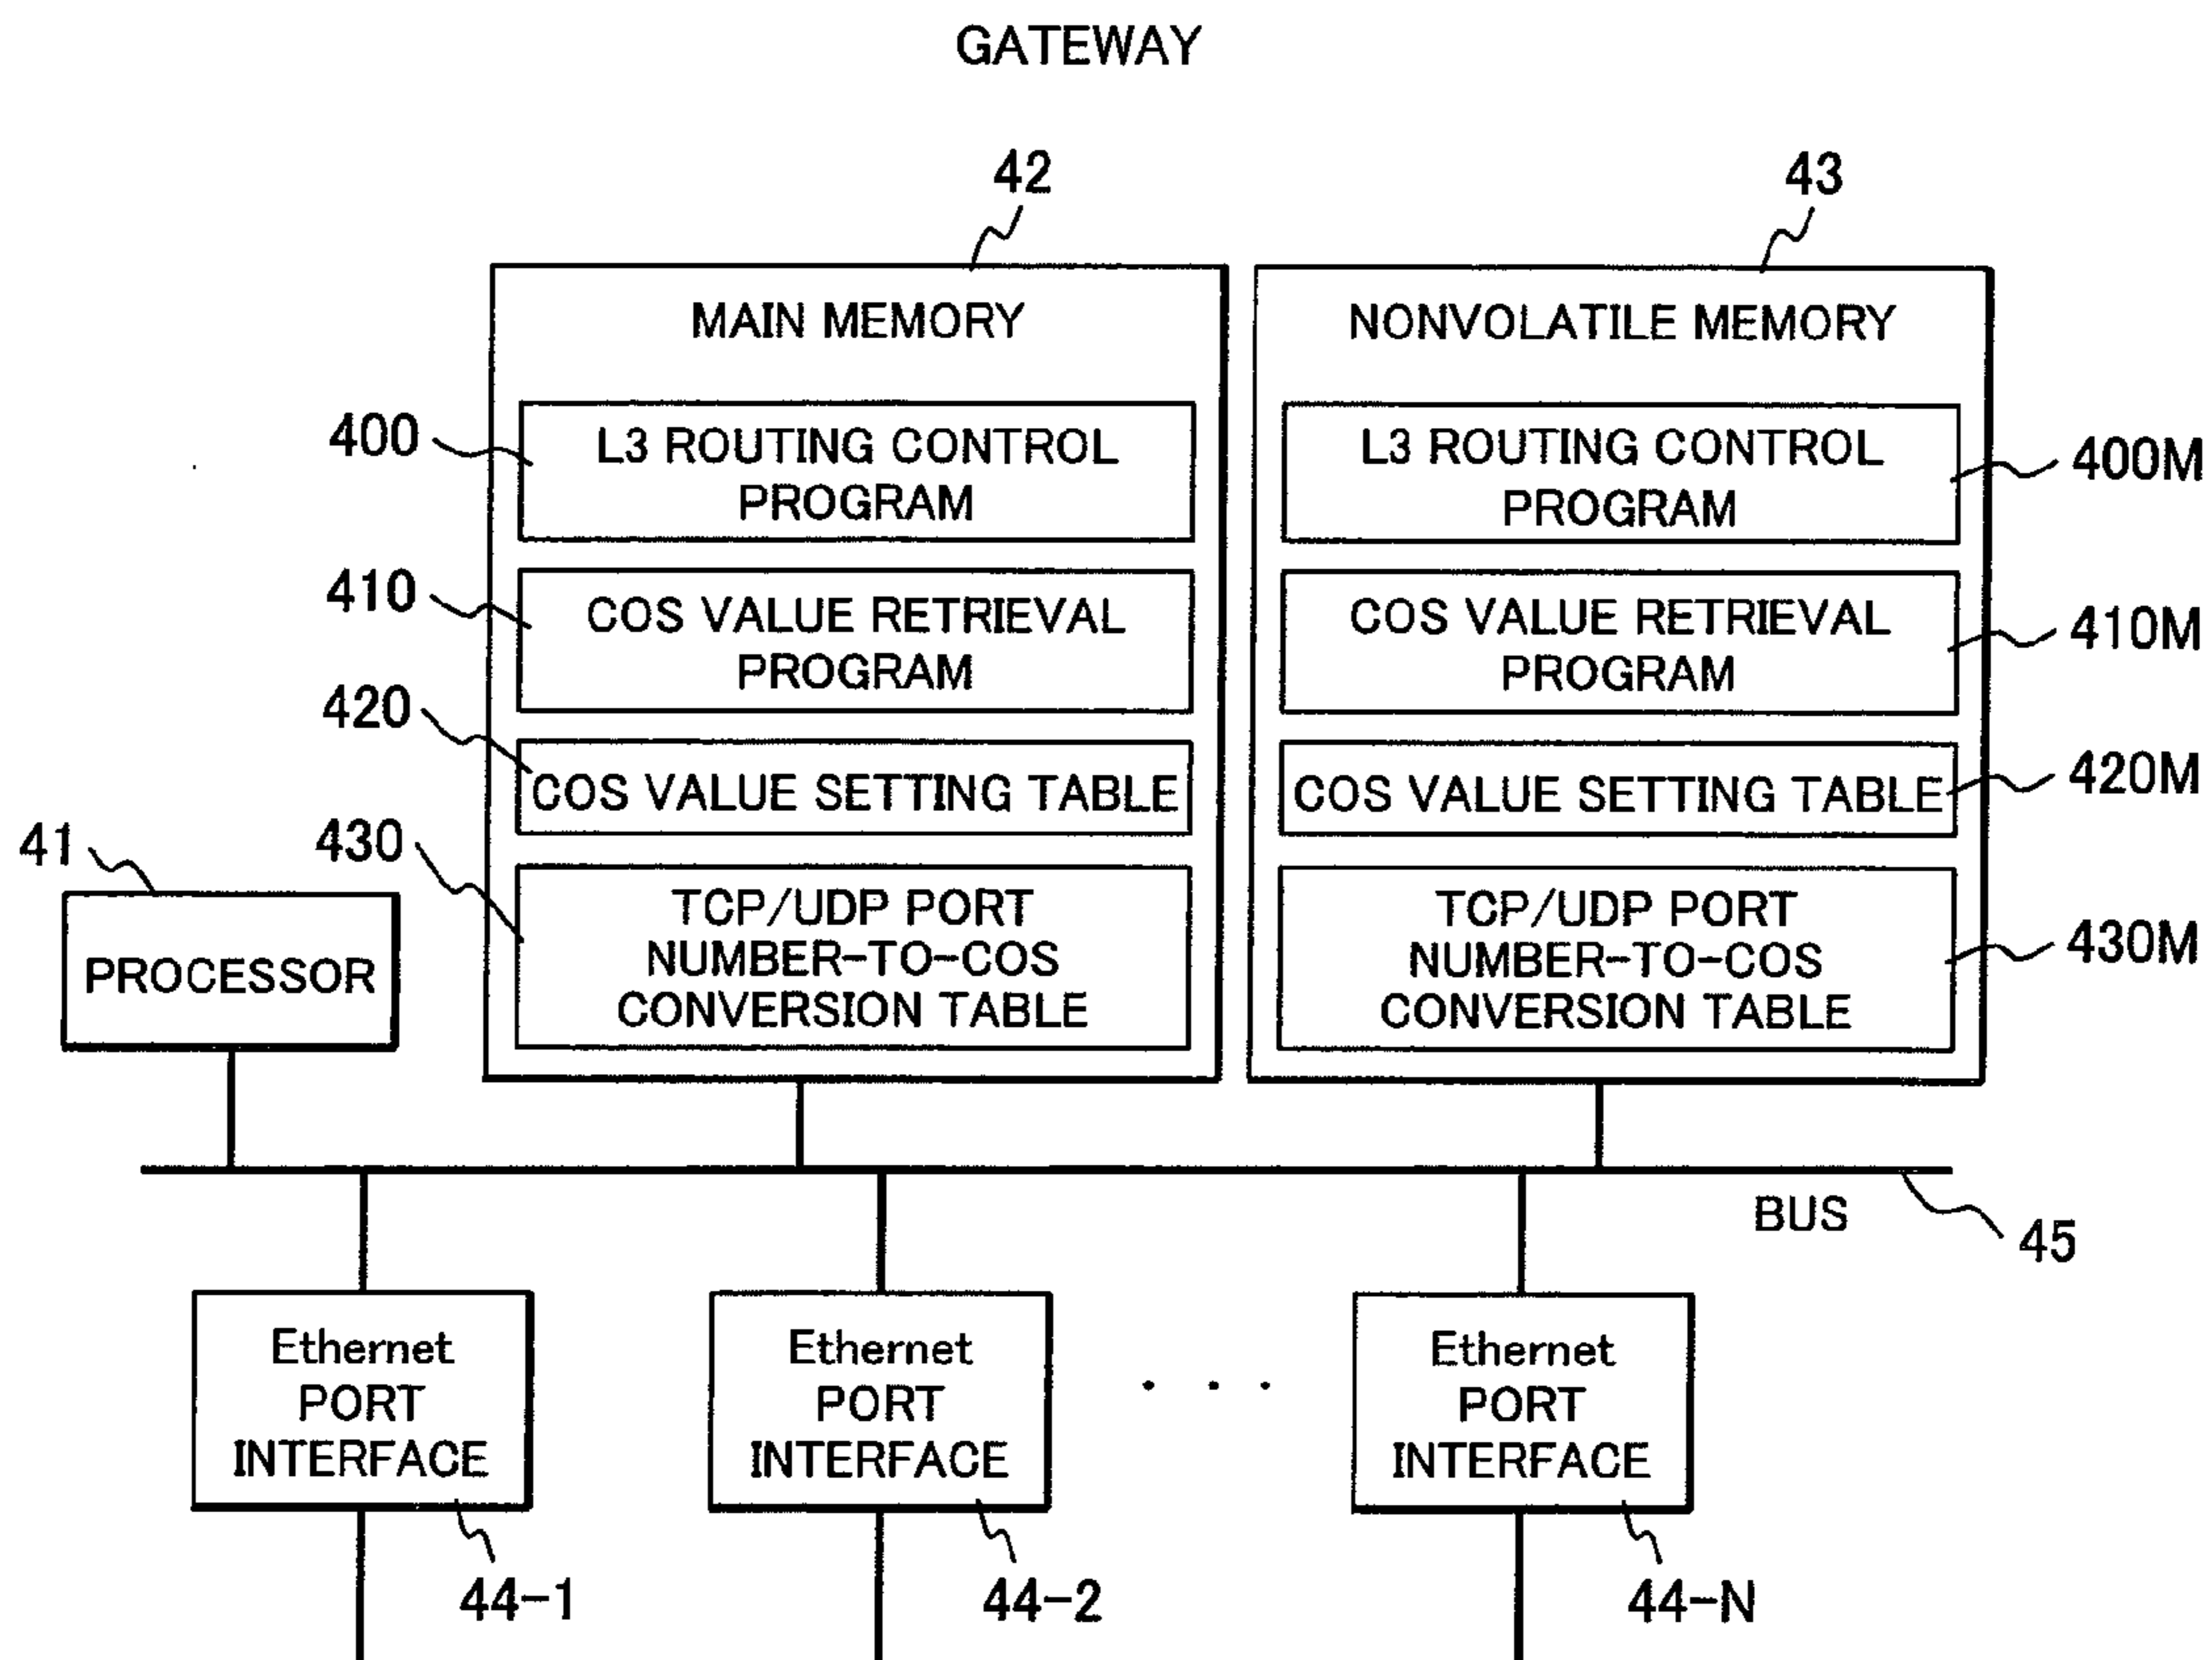 GATEWAY
42
43
MAIN MEMORY
NONVOLATILE MEMORY
400
L3 ROUTING CONTROL
PROGRAM
L3 ROUTING CONTROL
PROGRAM
400M
410
COS VALUE RETRIEVAL
PROGRAM
COS VALUE RETRIEVAL
PROGRAM
410M
420
COS VALUE SETTING TABLE
COS VALUE SETTING TABLE
420M
41
PROCESSOR
430
TCP/UDP PORT
NUMBER-TO-COS
CONVERSION TABLE
TCP/UDP PORT
NUMBER-TO-COS
CONVERSION TABLE
430M
BUS
45
Ethernet
PORT
INTERFACE
44-1
Ethernet
PORT
INTERFACE
44-2
. . .
Ethernet
PORT
INTERFACE
44-N